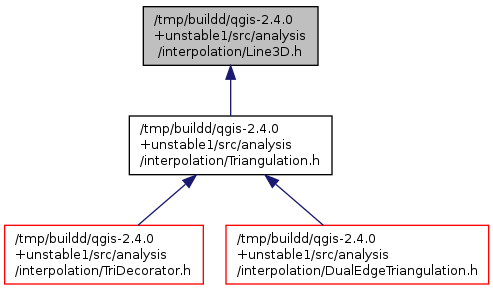 /tmp/buildd/qgis-2.4.0
+unstable1/src/analysis
/interpolation/Line3D.h
/tmp/buildd/qgis-2.4.0
+unstable1/src/analysis
/interpolation/Triangulation.h
/tmp/buildd/qgis-2.4.0
+unstable1/src/analysis
/interpolation/TriDecorator.h
/tmp/buildd/qgis-2.4.0
+unstable1/src/analysis
/interpolation/DualEdgeTriangulation.h